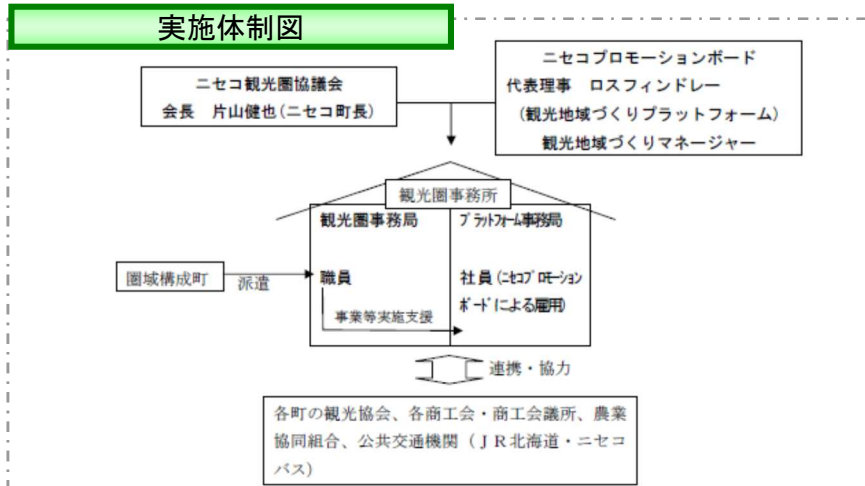 実施体制図
ニセコ観光圏協議会
会長　片山健也(ニセコ町長)
ニセコプロモーションボード
代表理事　ロスフィンドレー
(観光地域づくりプラットフォーム)
観光地域づくりマネージャー
観光圏事務所
観光圏事務局
プラットフォーム事務局
圏域構成町
派遣
職員
社員(ニセコプロモーション
ボードによる雇用)
事業等実施支援
連携・協力
各町の観光協会、各商工会・商工会議所、農業
協同組合、公共交通機関（ＪＲ北海道・ニセコ
バス）